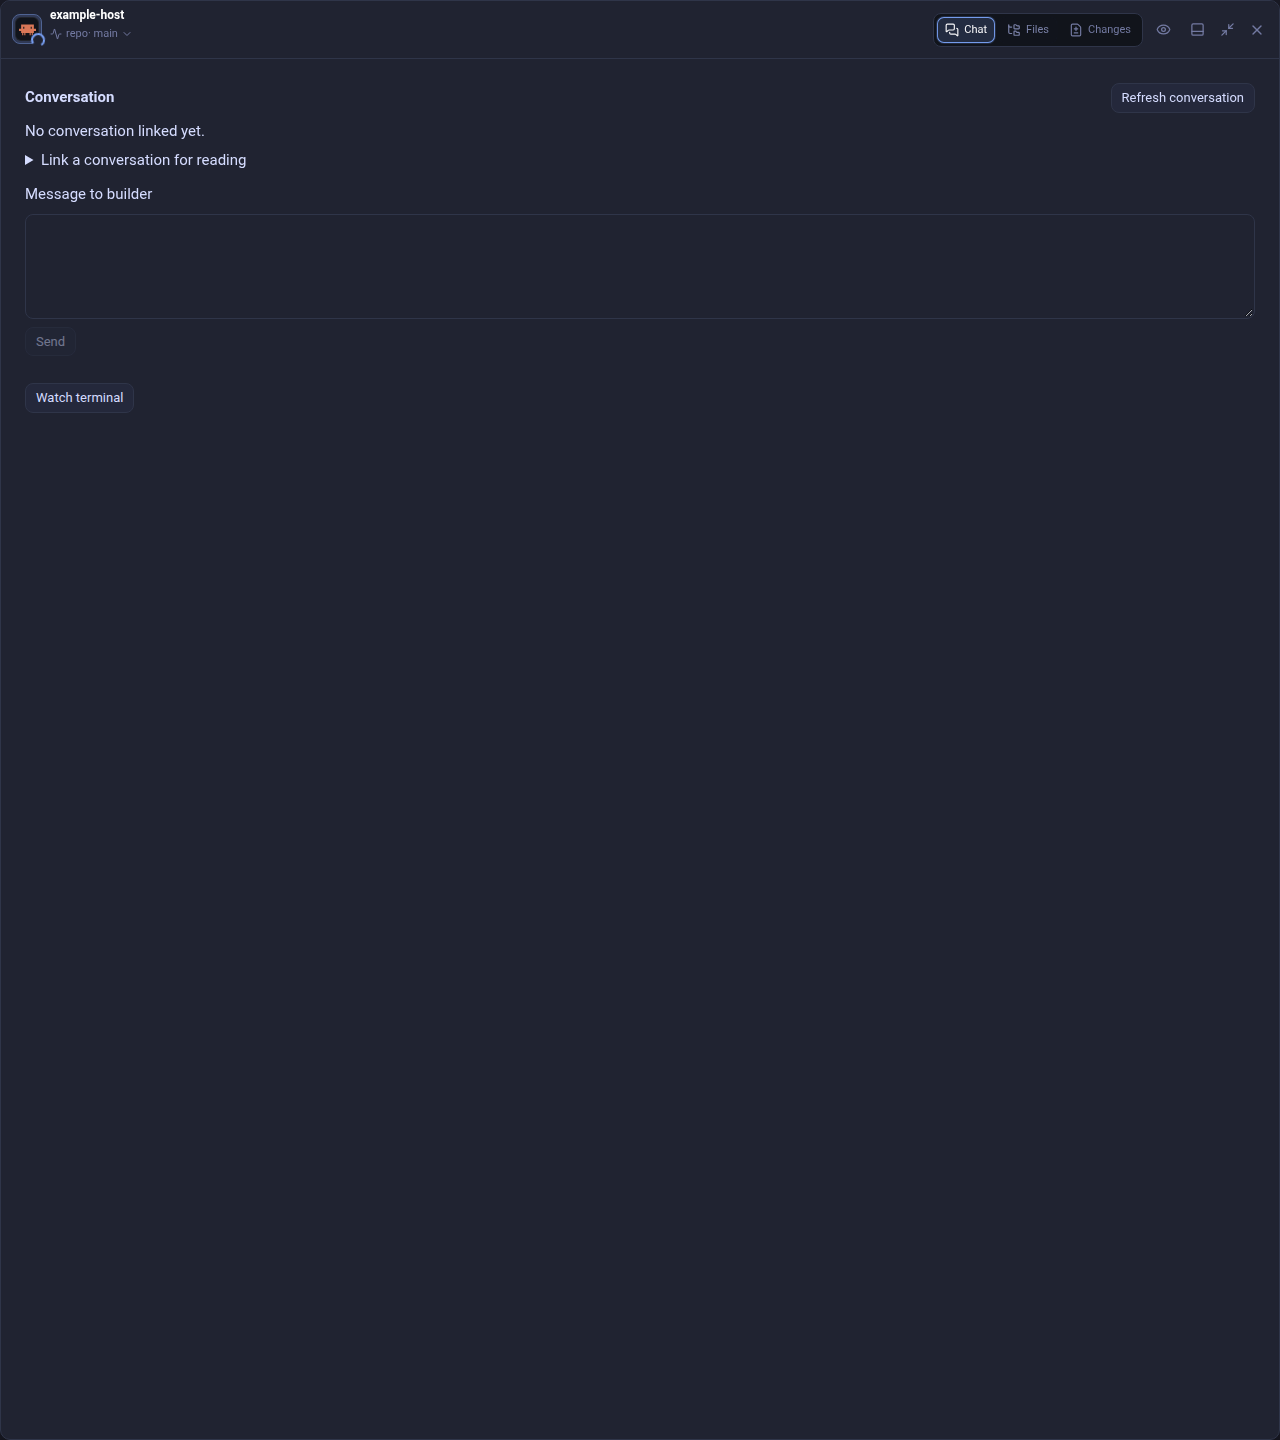 example-host
repo· main
Chat
Files
Changes
Conversation
Refresh conversation
No conversation linked yet.
Link a conversation for reading
Message to builder
Send
Watch terminal